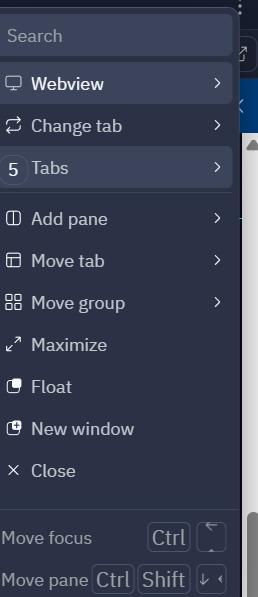 Search
Webview
Change tab
5 Tabs
Add pane
Move tab
Move group
Maximize
Float
New window
Close
Move focus Ctrl ←
Move pane Ctrl Shift ↓